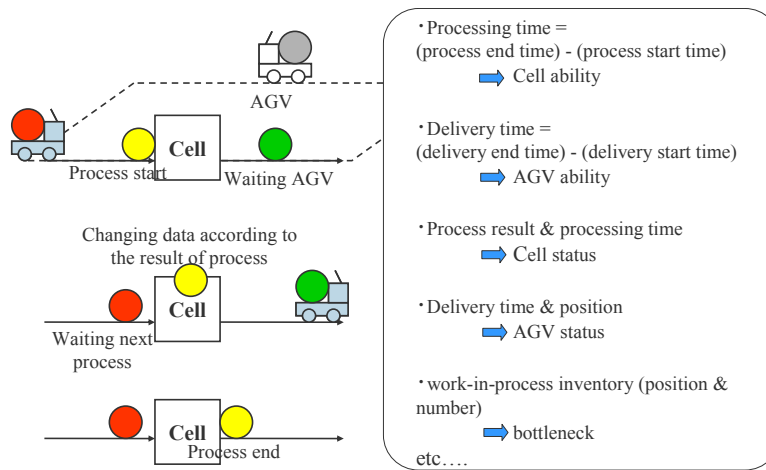 AGV
Cell
Process start
Waiting AGV
Changing data according to
the result of process
Cell
Waiting next
process
Cell
Process end
・Processing time =
(process end time) - (process start time)
Cell ability
・Delivery time =
(delivery end time) - (delivery start time)
AGV ability
・Process result & processing time
Cell status
・Delivery time & position
AGV status
・work-in-process inventory (position &
number)
bottleneck
etc….